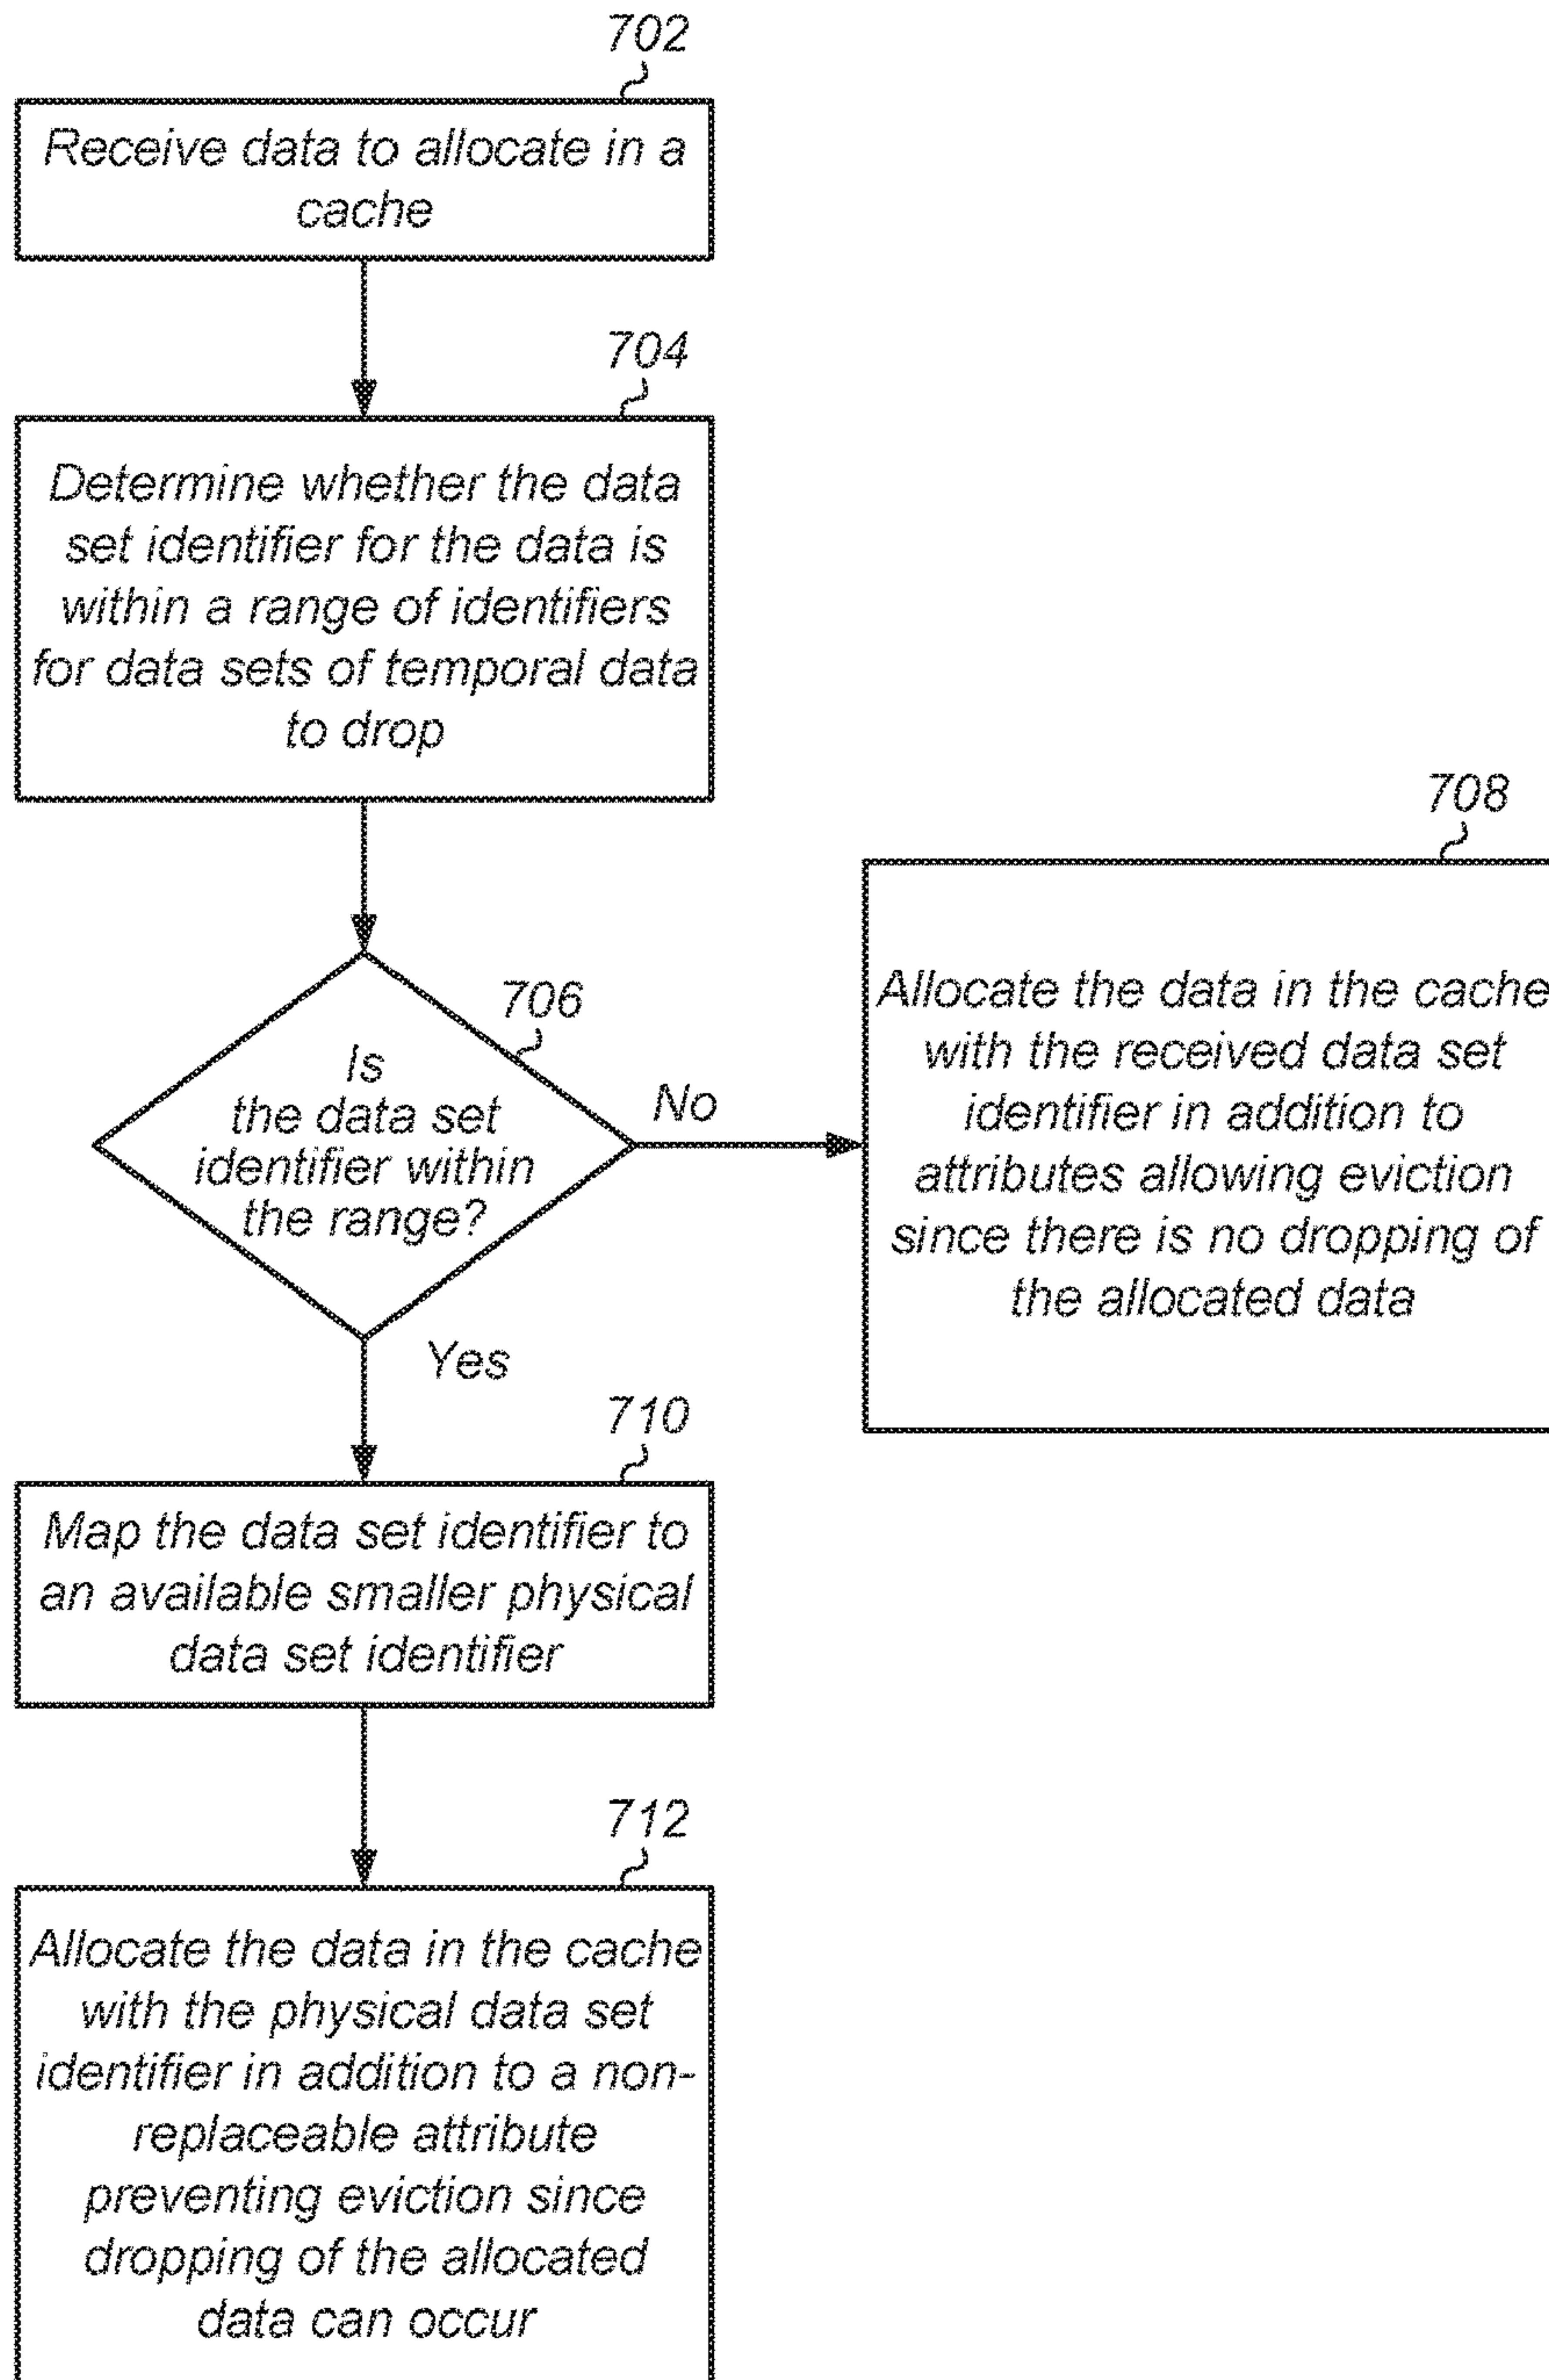 702
Receive data to allocate in a
cache
704
Determine whether the data
set identifier for the data is
within a range of identifiers
for data sets of temporal data
to drop
706
Is
the data set
identifier within
the range?
No
708
Allocate the data in the cache
with the received data set
identifier in addition to
attributes allowing eviction
since there is no dropping of
the allocated data
Yes
710
Map the data set identifier to
an available smaller physical
data set identifier
712
Allocate the data in the cache
with the physical data set
identifier in addition to a non-
replaceable attribute
preventing eviction since
dropping of the allocated
data can occur